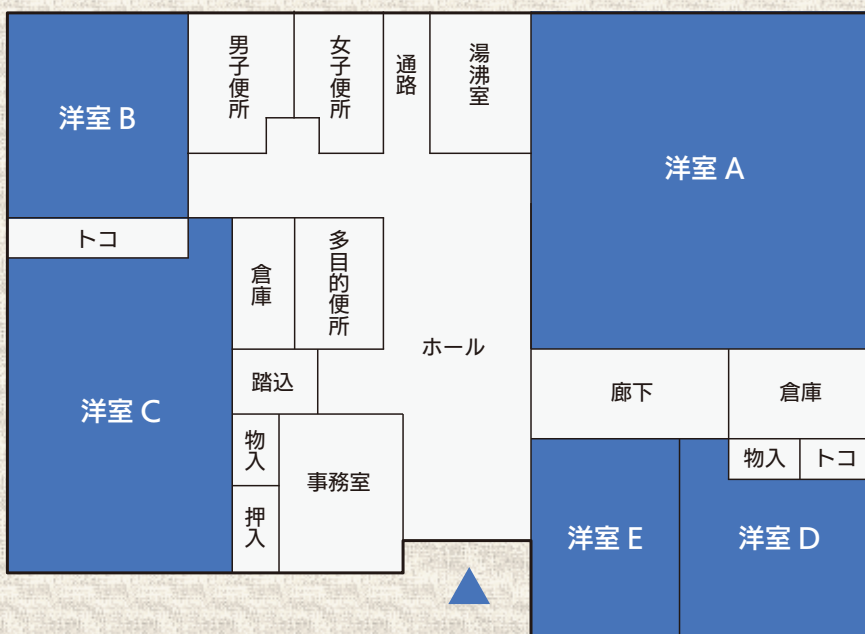 男子便所
女子便所
通路
湯沸室
洋室 B
洋室 A
トコ
倉庫
多目的便所
ホール
踏込
廊下
倉庫
洋室 C
物入
事務室
物入
トコ
押入
洋室 E
洋室 D